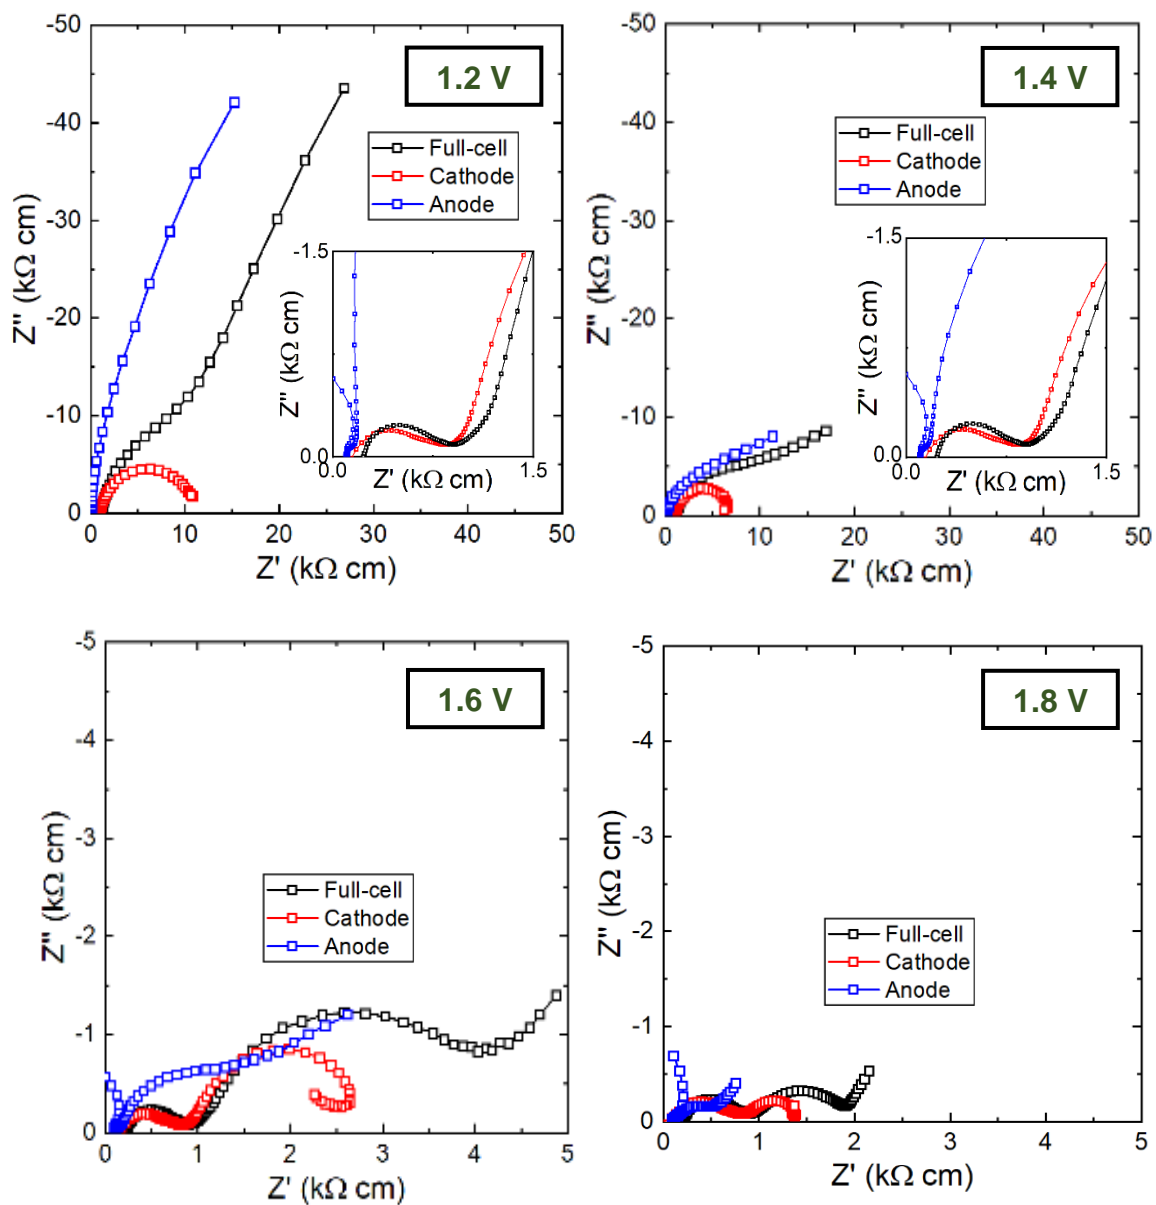 1.2 V
-50
-40
-30
-20
-10
0
Z" (kΩ cm)
Full-cell
Cathode
Anode
-1.5
Z" (kΩ cm)
0.0
0.0
1.5
Z' (kΩ cm)
0
10
20
30
40
50
Z' (kΩ cm)
1.4 V
-50
-40
-30
-20
-10
0
Z" (kΩ cm)
Full-cell
Cathode
Anode
-1.5
Z" (kΩ cm)
0.0
0.0
1.5
Z' (kΩ cm)
0
10
20
30
40
50
Z' (kΩ cm)
1.6 V
-5
-4
-3
-2
-1
0
Z" (kΩ cm)
Full-cell
Cathode
Anode
0
1
2
3
4
5
Z' (kΩ cm)
1.8 V
-5
-4
-3
-2
-1
0
Z" (kΩ cm)
Full-cell
Cathode
Anode
0
1
2
3
4
5
Z' (kΩ cm)